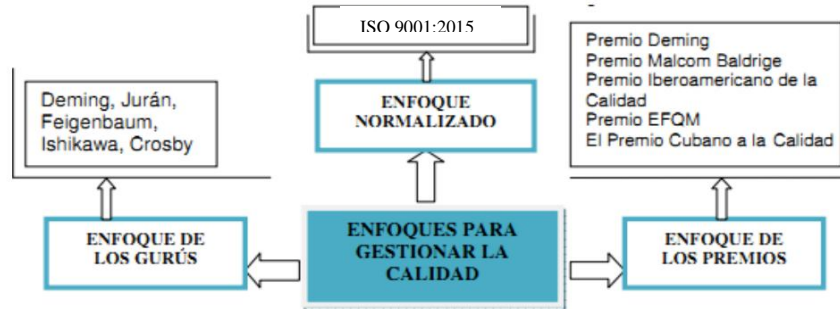 ISO 9001:2015
Premio Deming
Premio Malcom Baldrige
Premio Iberoamericano de la
Calidad
Premio EFQM
El Premio Cubano a la Calidad
Deming, Jurán,
Feigenbaum,
Ishikawa, Crosby
ENFOQUE
NORMALIZADO
ENFOQUE DE
LOS GURÚS
ENFOQUES PARA
GESTIONAR LA
CALIDAD
ENFOQUE DE
LOS PREMIOS